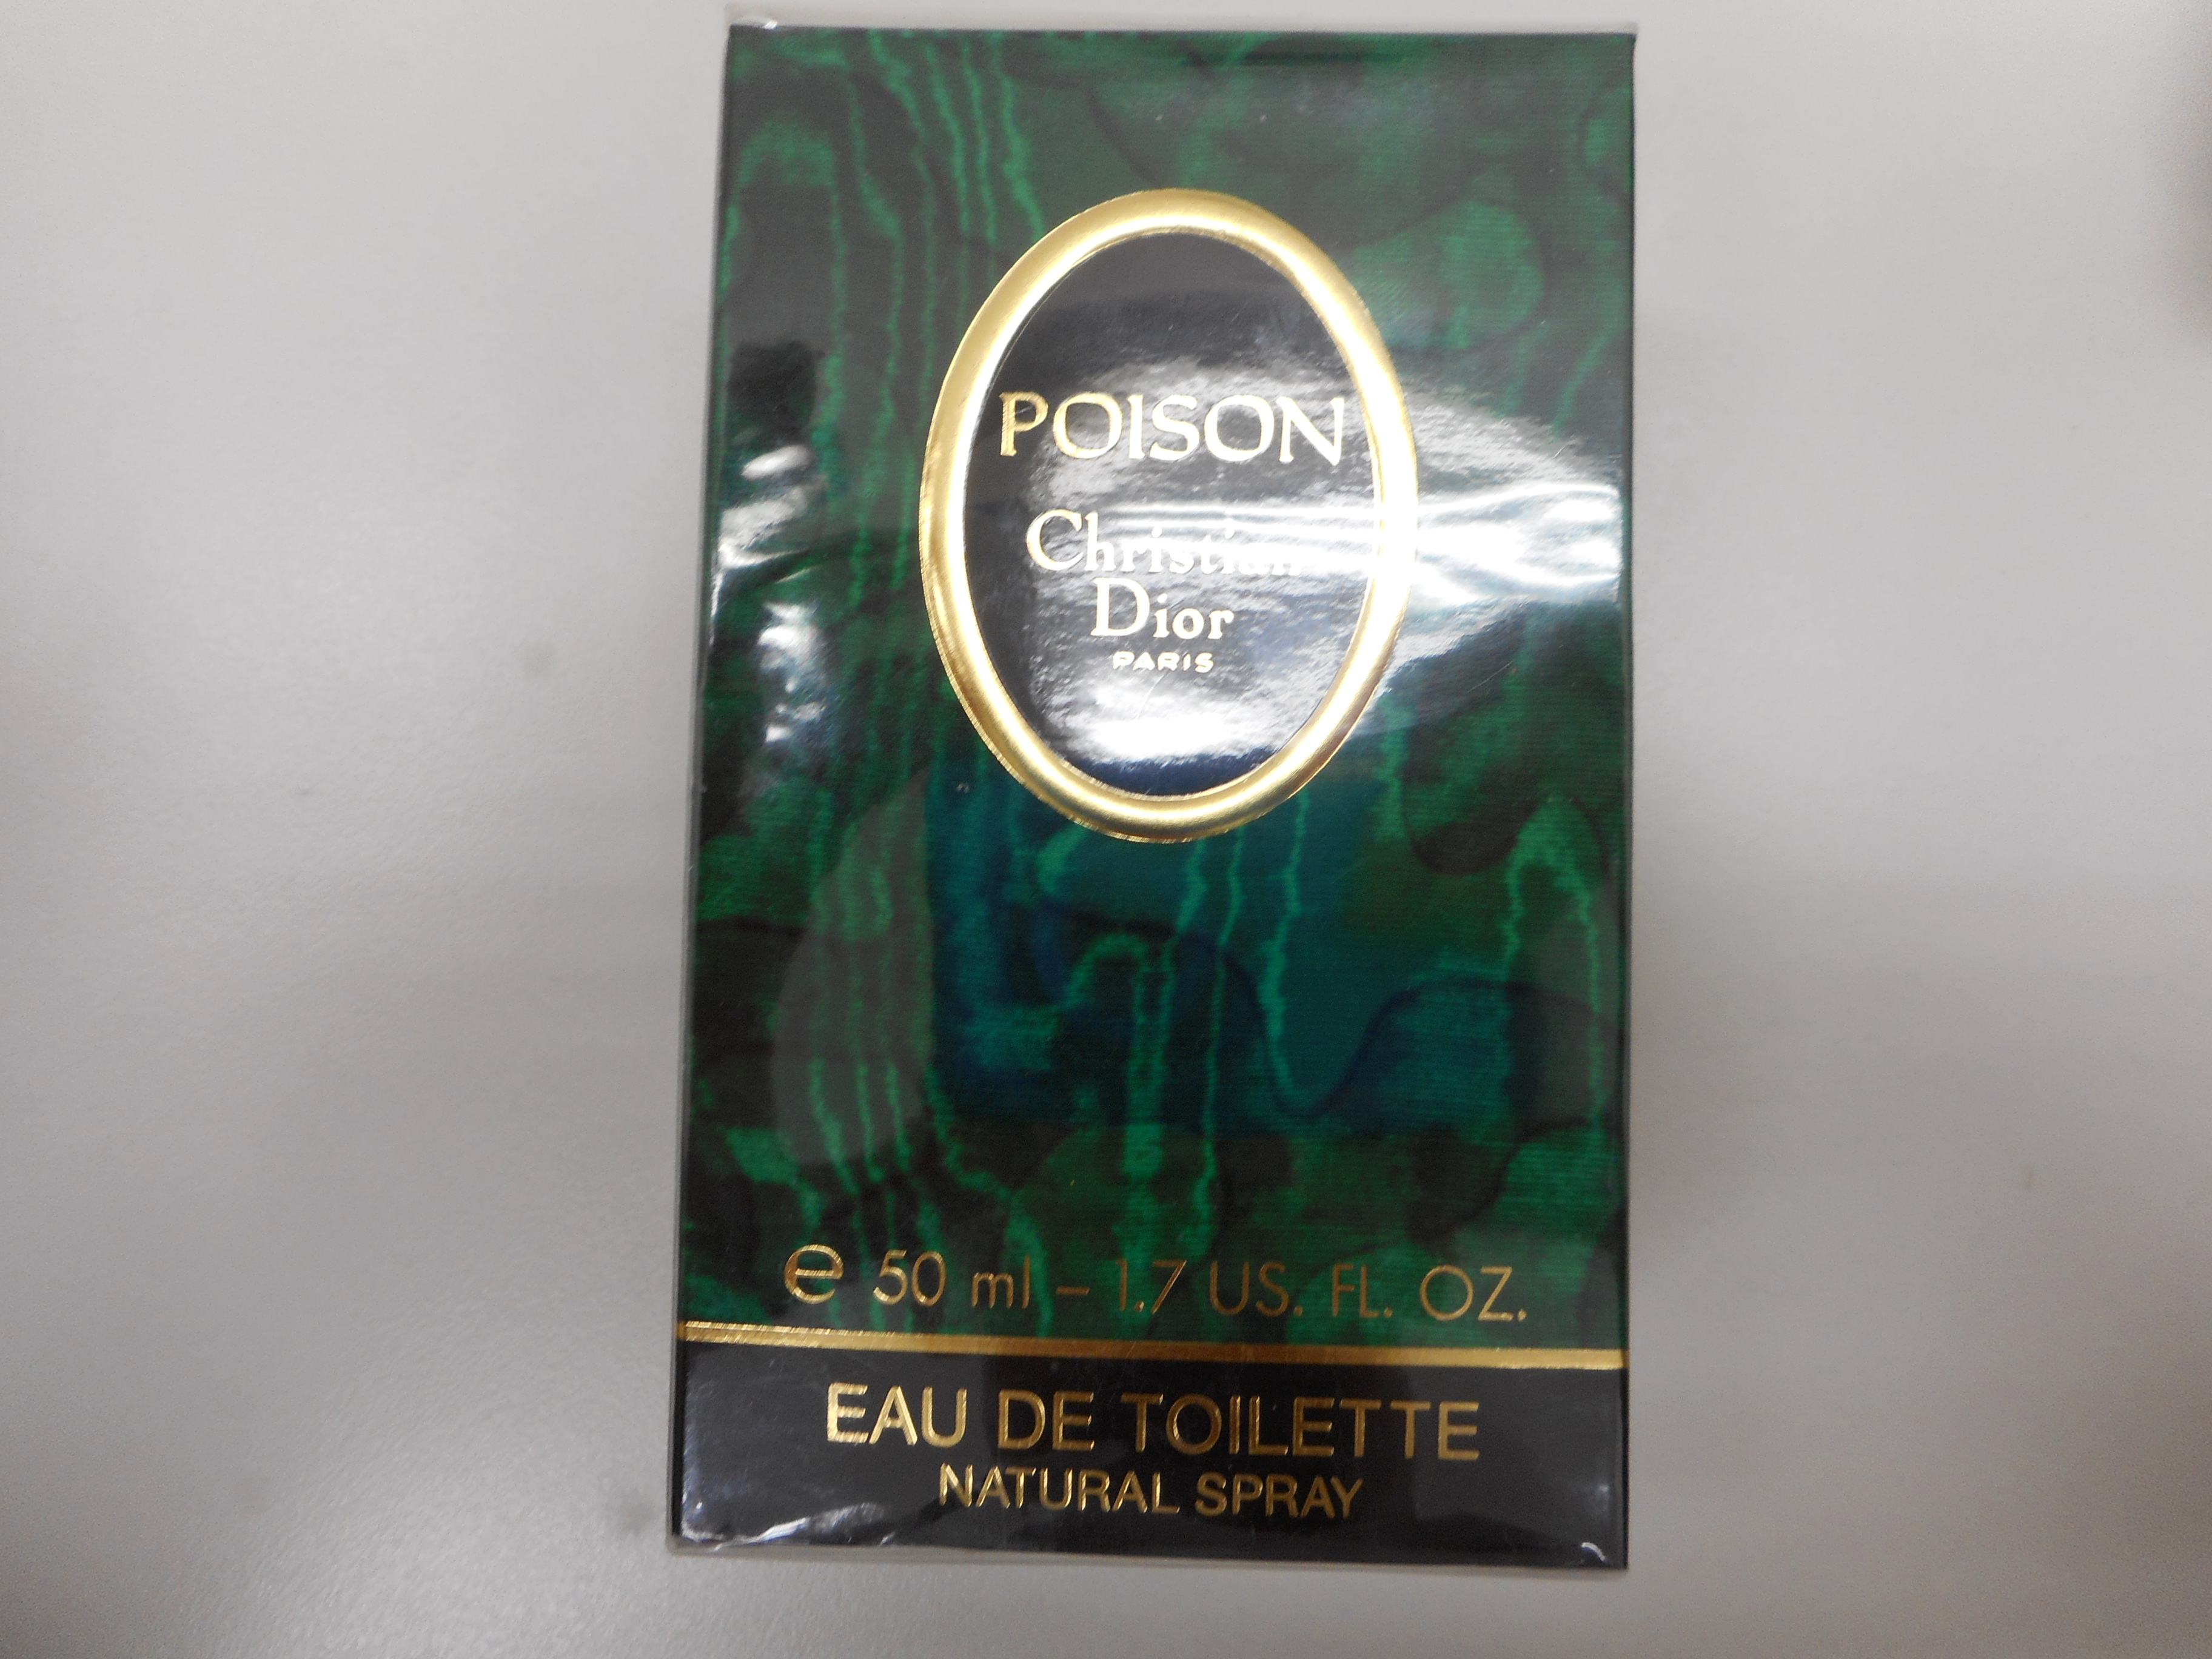 POISON
Christian
Dior
PARIS
e 50 ml – 1.7 US. FL. OZ.
EAU DE TOILETTE
NATURAL SPRAY